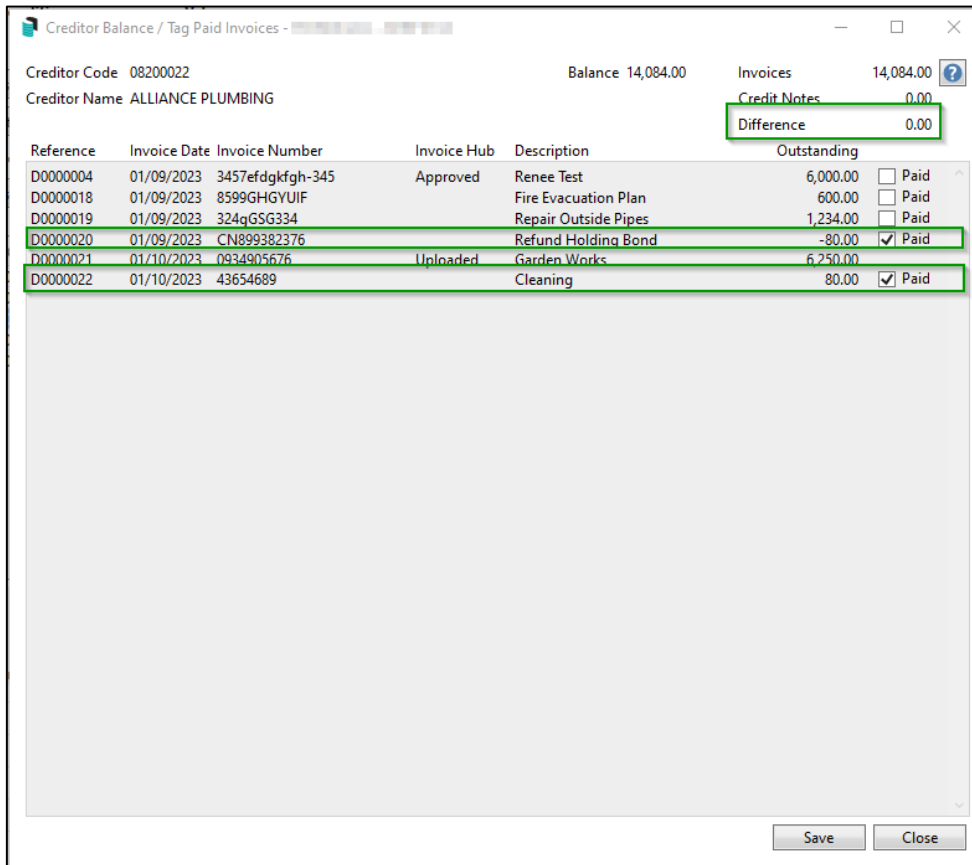 Creditor Balance / Tag Paid Invoices -
Creditor Code 08200022 Balance 14,084.00 Invoices 14,084.00
Creditor Name ALLIANCE PLUMBING Credit Notes 0.00
Difference 0.00
Reference Invoice Date Invoice Number Invoice Hub Description Outstanding
D0000004 01/09/2023 3457efdgkfgh-345 Approved Renee Test 6,000.00 Paid
D0000018 01/09/2023 8599GHGYUIF Fire Evacuation Plan 600.00 Paid
D0000019 01/09/2023 324qGSG334 Repair Outside Pipes 1,234.00 Paid
D0000020 01/09/2023 CN899382376 Refund Holding Bond -80.00 Paid
D0000021 01/10/2023 0934905676 Uploaded Garden Works 6,250.00
D0000022 01/10/2023 43654689 Cleaning 80.00 Paid
Save Close